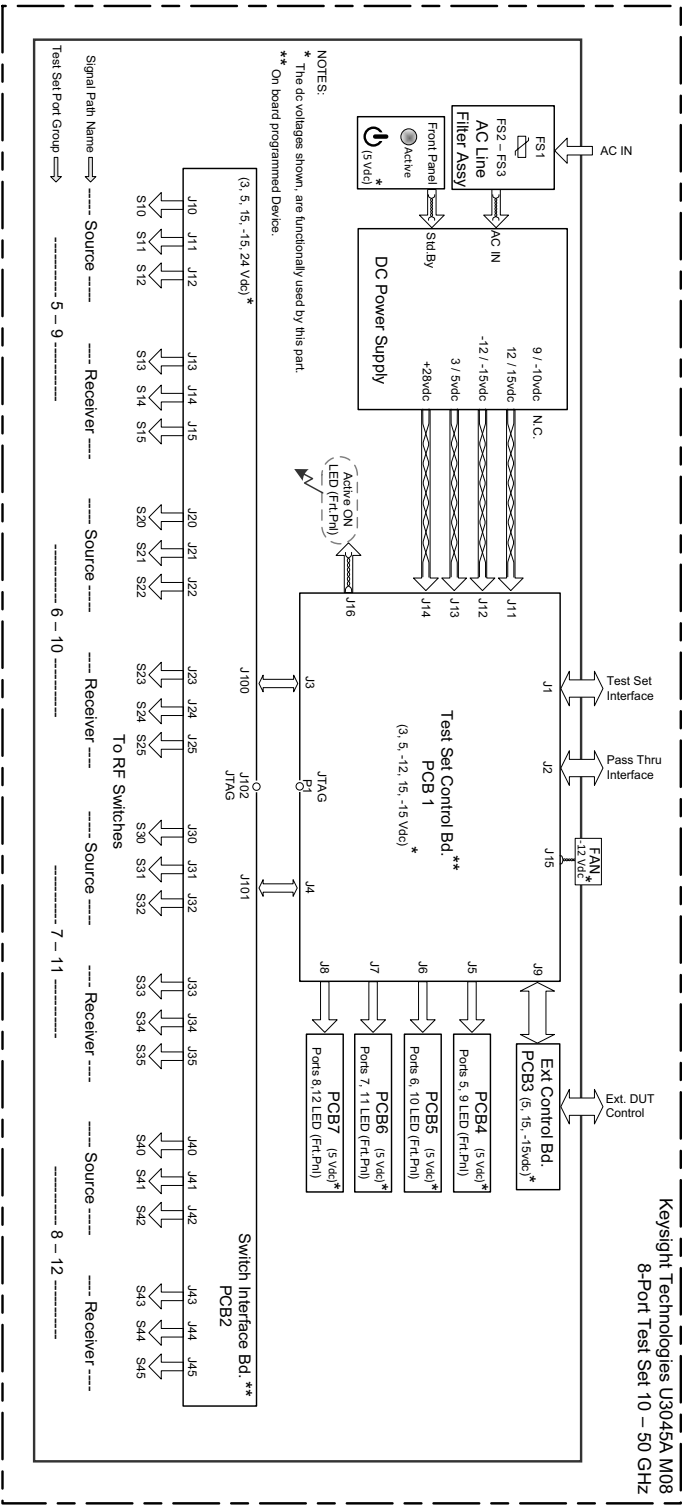 Keysight Technologies U3045A M08
8-Port Test Set 10 – 50 GHz
AC IN
Test Set
Interface
Pass Thru
Interface
FAN *
-12 Vdc
Ext. DUT
Control
FS1
FS2 – FS3
AC Line
Filter Assy
AC IN
Std.By
DC Power Supply
9 / -10vdc N.C.
12 / 15vdc
-12 / -15vdc
3 / 5vdc
+28vdc
Front Panel
Active
(5 Vdc) *
J11
J12
J13
J14
J16
J1
J2
J15
J9
Test Set Control Bd. **
PCB 1
(3, 5, -12, 15, -15 Vdc) *
J5
J6
J7
J8
J3
JTAG
P1
J4
Ext Control Bd.
PCB3 (5, 15, -15vdc) *
PCB4 (5 Vdc) *
Ports 5, 9 LED (Frt.Pnl)
PCB5 (5 Vdc) *
Ports 6, 10 LED (Frt.Pnl)
PCB6 (5 Vdc) *
Ports 7, 11 LED (Frt.Pnl)
PCB7 (5 Vdc) *
Ports 8,12 LED (Frt.Pnl)
Active ON
LED (Frt.Pnl)
NOTES:
* The dc voltages shown, are functionally used by this part.
** On board programmed Device.
J100
J102
JTAG
J101
(3, 5, 15, -15, 24 Vdc) *
Switch Interface Bd. **
PCB2
J10 J11 J12 J13 J14 J15 J20 J21 J22 J23 J24 J25 J30 J31 J32 J33 J34 J35 J40 J41 J42 J43 J44 J45
S10 S11 S12 S13 S14 S15 S20 S21 S22 S23 S24 S25 S30 S31 S32 S33 S34 S35 S40 S41 S42 S43 S44 S45
To RF Switches
Signal Path Name ----- Source ----- ---- Receiver ---- ----- Source ----- ---- Receiver ---- ----- Source ----- ---- Receiver ---- ----- Source ----- ---- Receiver ----
Test Set Port Group ------------- 5 – 9 ------------- ------------- 6 – 10 ------------- ------------- 7 – 11 ------------- ------------- 8 – 12 -------------